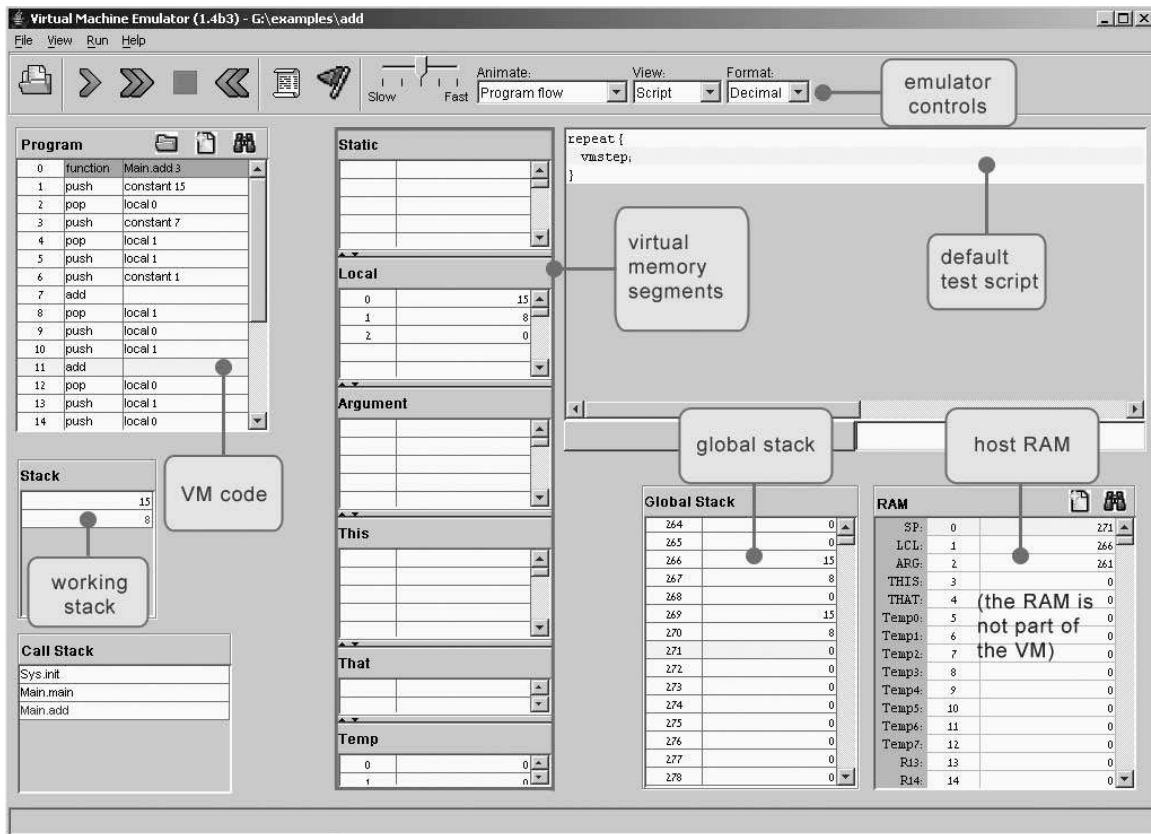 Virtual Machine Emulator (1.4b3) - G:\examples\add
File View Run Help
Slow Fast
Animate:
Program flow
View:
Script
Format:
Decimal
emulator
controls
Program
0 function Main.add 3
1 push constant 15
2 pop local 0
3 push constant 7
4 pop local 1
5 push local 1
6 push constant 1
7 add
8 pop local 1
9 push local 0
10 push local 1
11 add
12 pop local 0
13 push local 1
14 push local 0
VM code
Stack
15
8
working
stack
Call Stack
Sys.init
Main.main
Main.add
Static
Local
0 15
1 8
2 0
Argument
This
That
Temp
0 0
1 0
virtual
memory
segments
repeat {
vmstep;
}
default
test script
global stack
Global Stack
264 0
265 0
266 15
267 8
268 0
269 15
270 8
271 0
272 0
273 0
274 0
275 0
276 0
277 0
278 0
host RAM
RAM
SP: 0 271
LCL: 1 266
ARG: 2 261
THIS: 3 0
THAT: 4 0
Temp0: 5 0
Temp1: 6 0
Temp2: 7 0
Temp3: 8 0
Temp4: 9 0
Temp5: 10 0
Temp6: 11 0
Temp7: 12 0
R13: 13 0
R14: 14 0
(the RAM is
not part of
the VM)